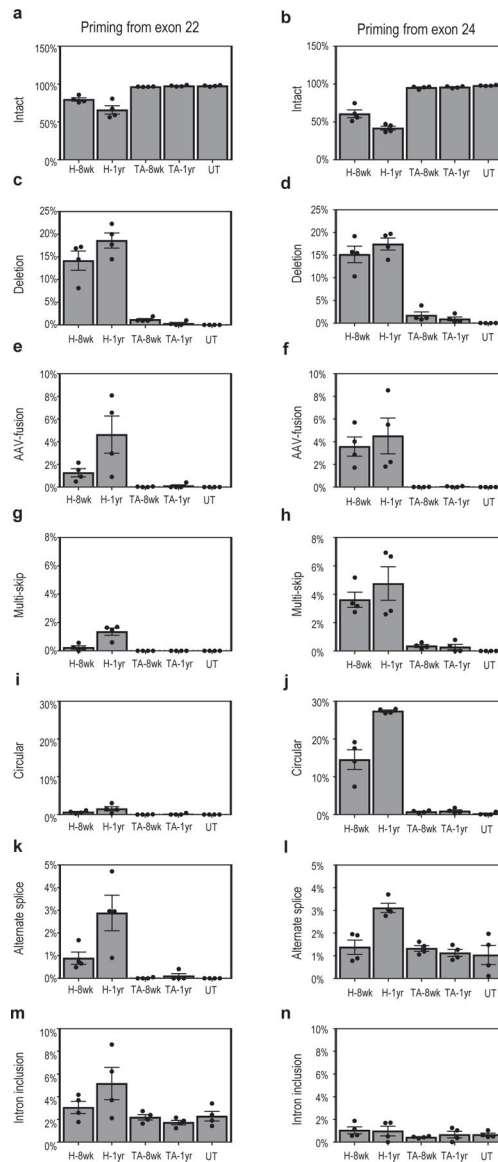 a
Priming from exon 22
150%
100%
50%
0%
Intact
H-8wk H-1yr TA-8wk TA-1yr UT
b
Priming from exon 24
150%
100%
50%
0%
Intact
H-8wk H-1yr TA-8wk TA-1yr UT
c
25%
20%
15%
10%
5%
0%
Deletion
H-8wk H-1yr TA-8wk TA-1yr UT
d
25%
20%
15%
10%
5%
0%
Deletion
H-8wk H-1yr TA-8wk TA-1yr UT
e
10%
8%
6%
4%
2%
0%
AAV-fusion
H-8wk H-1yr TA-8wk TA-1yr UT
f
10%
8%
6%
4%
2%
0%
AAV-fusion
H-8wk H-1yr TA-8wk TA-1yr UT
g
8%
6%
4%
2%
0%
Multi-skip
H-8wk H-1yr TA-8wk TA-1yr UT
h
8%
6%
4%
2%
0%
Multi-skip
H-8wk H-1yr TA-8wk TA-1yr UT
i
30%
20%
10%
0%
Circular
H-8wk H-1yr TA-8wk TA-1yr UT
j
30%
20%
10%
0%
Circular
H-8wk H-1yr TA-8wk TA-1yr UT
k
5%
4%
3%
2%
1%
0%
Alternate splice
H-8wk H-1yr TA-8wk TA-1yr UT
l
5%
4%
3%
2%
1%
0%
Alternate splice
H-8wk H-1yr TA-8wk TA-1yr UT
m
10%
8%
6%
4%
2%
0%
Intron inclusion
H-8wk H-1yr TA-8wk TA-1yr UT
n
10%
8%
6%
4%
2%
0%
Intron inclusion
H-8wk H-1yr TA-8wk TA-1yr UT